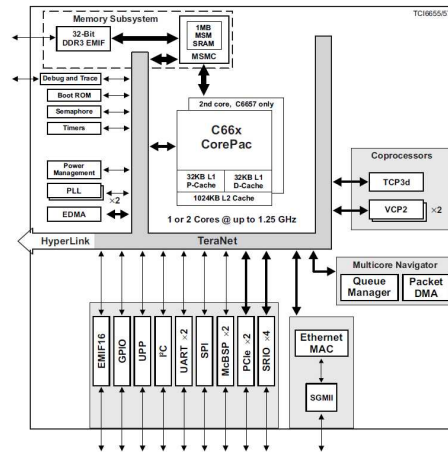 TCI6655/57
Memory Subsystem
32-Bit
DDR3 EMIF
1MB
MSM
SRAM
MSMC
Debug and Trace
Boot ROM
Semaphore
Timers
Power
Management
PLL
×2
EDMA
2nd core, C6657 only
C66x
CorePac
32KB L1
P-Cache
32KB L1
D-Cache
1024KB L2 Cache
1 or 2 Cores @ up to 1.25 GHz
Coprocessors
TCP3d
VCP2
×2
HyperLink
TeraNet
Multicore Navigator
Queue
Manager
Packet
DMA
EMIF16
GPIO
UPP
I²C
UART ×2
SPI
McBSP ×2
PCIe ×2
SRIO ×4
Ethernet
MAC
SGMII